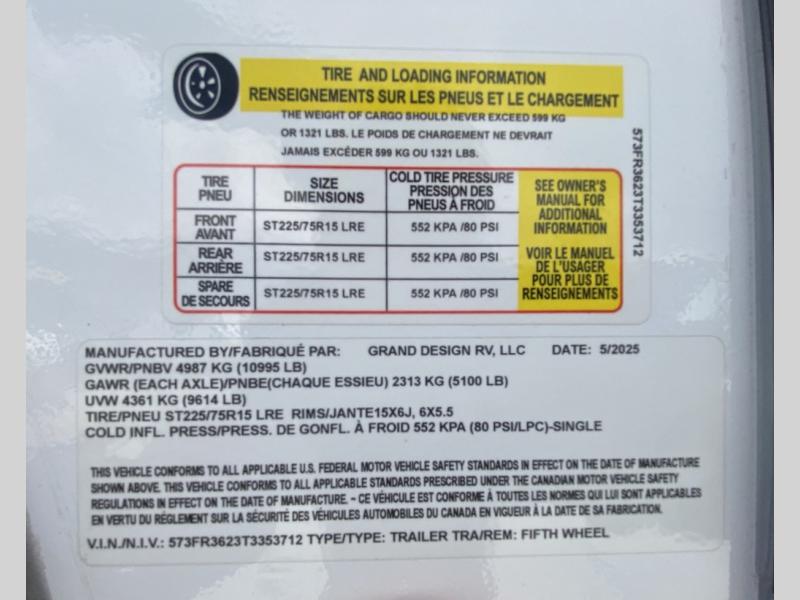 TIRE AND LOADING INFORMATION
RENSEIGNEMENTS SUR LES PNEUS ET LE CHARGEMENT
THE WEIGHT OF CARGO SHOULD NEVER EXCEED 599 KG
OR 1321 LBS. LE POIDS DE CHARGEMENT NE DEVRAIT
JAMAIS EXCÉDER 599 KG OU 1321 LBS.
TIRE
PNEU
SIZE
DIMENSIONS
COLD TIRE PRESSURE
PRESSION DES
PNEUS À FROID
FRONT
AVANT
ST225/75R15 LRE
552 KPA /80 PSI
REAR
ARRIÈRE
ST225/75R15 LRE
552 KPA /80 PSI
SPARE
DE SECOURS
ST225/75R15 LRE
552 KPA /80 PSI
SEE OWNER'S
MANUAL FOR
ADDITIONAL
INFORMATION
VOIR LE MANUEL
DE L'USAGER
POUR PLUS DE
RENSEIGNEMENTS
573FR3623T3353712
MANUFACTURED BY/FABRIQUÉ PAR: GRAND DESIGN RV, LLC DATE: 5/2025
GVWR/PNBV 4987 KG (10995 LB)
GAWR (EACH AXLE)/PNBE(CHAQUE ESSIEU) 2313 KG (5100 LB)
UVW 4361 KG (9614 LB)
TIRE/PNEU ST225/75R15 LRE RIMS/JANTE15X6J, 6X5.5
COLD INFL. PRESS/PRESS. DE GONFL. À FROID 552 KPA (80 PSI/LPC)-SINGLE
THIS VEHICLE CONFORMS TO ALL APPLICABLE U.S. FEDERAL MOTOR VEHICLE SAFETY STANDARDS IN EFFECT ON THE DATE OF MANUFACTURE
SHOWN ABOVE. THIS VEHICLE CONFORMS TO ALL APPLICABLE STANDARDS PRESCRIBED UNDER THE CANADIAN MOTOR VEHICLE SAFETY
REGULATIONS IN EFFECT ON THE DATE OF MANUFACTURE. - CE VÉHICULE EST CONFORME À TOUTES LES NORMES QUI LUI SONT APPLICABLES
EN VERTU DU RÈGLEMENT SUR LA SÉCURITÉ DES VÉHICULES AUTOMOBILES DU CANADA EN VIGUEUR À LA DATE DE SA FABRICATION.
V.I.N./N.I.V.: 573FR3623T3353712 TYPE/TYPE: TRAILER TRA/REM: FIFTH WHEEL